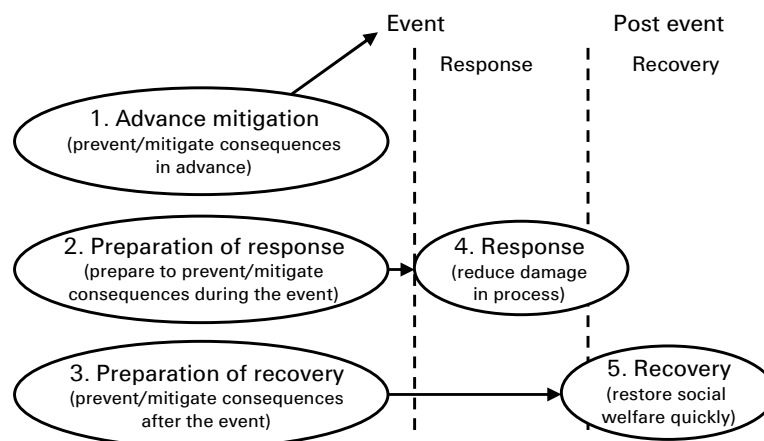 Event
Post event
Response
Recovery
1. Advance mitigation
(prevent/mitigate consequences
in advance)
2. Preparation of response
(prepare to prevent/mitigate
consequences during the event)
4. Response
(reduce damage
in process)
3. Preparation of recovery
(prevent/mitigate consequences
after the event)
5. Recovery
(restore social
welfare quickly)